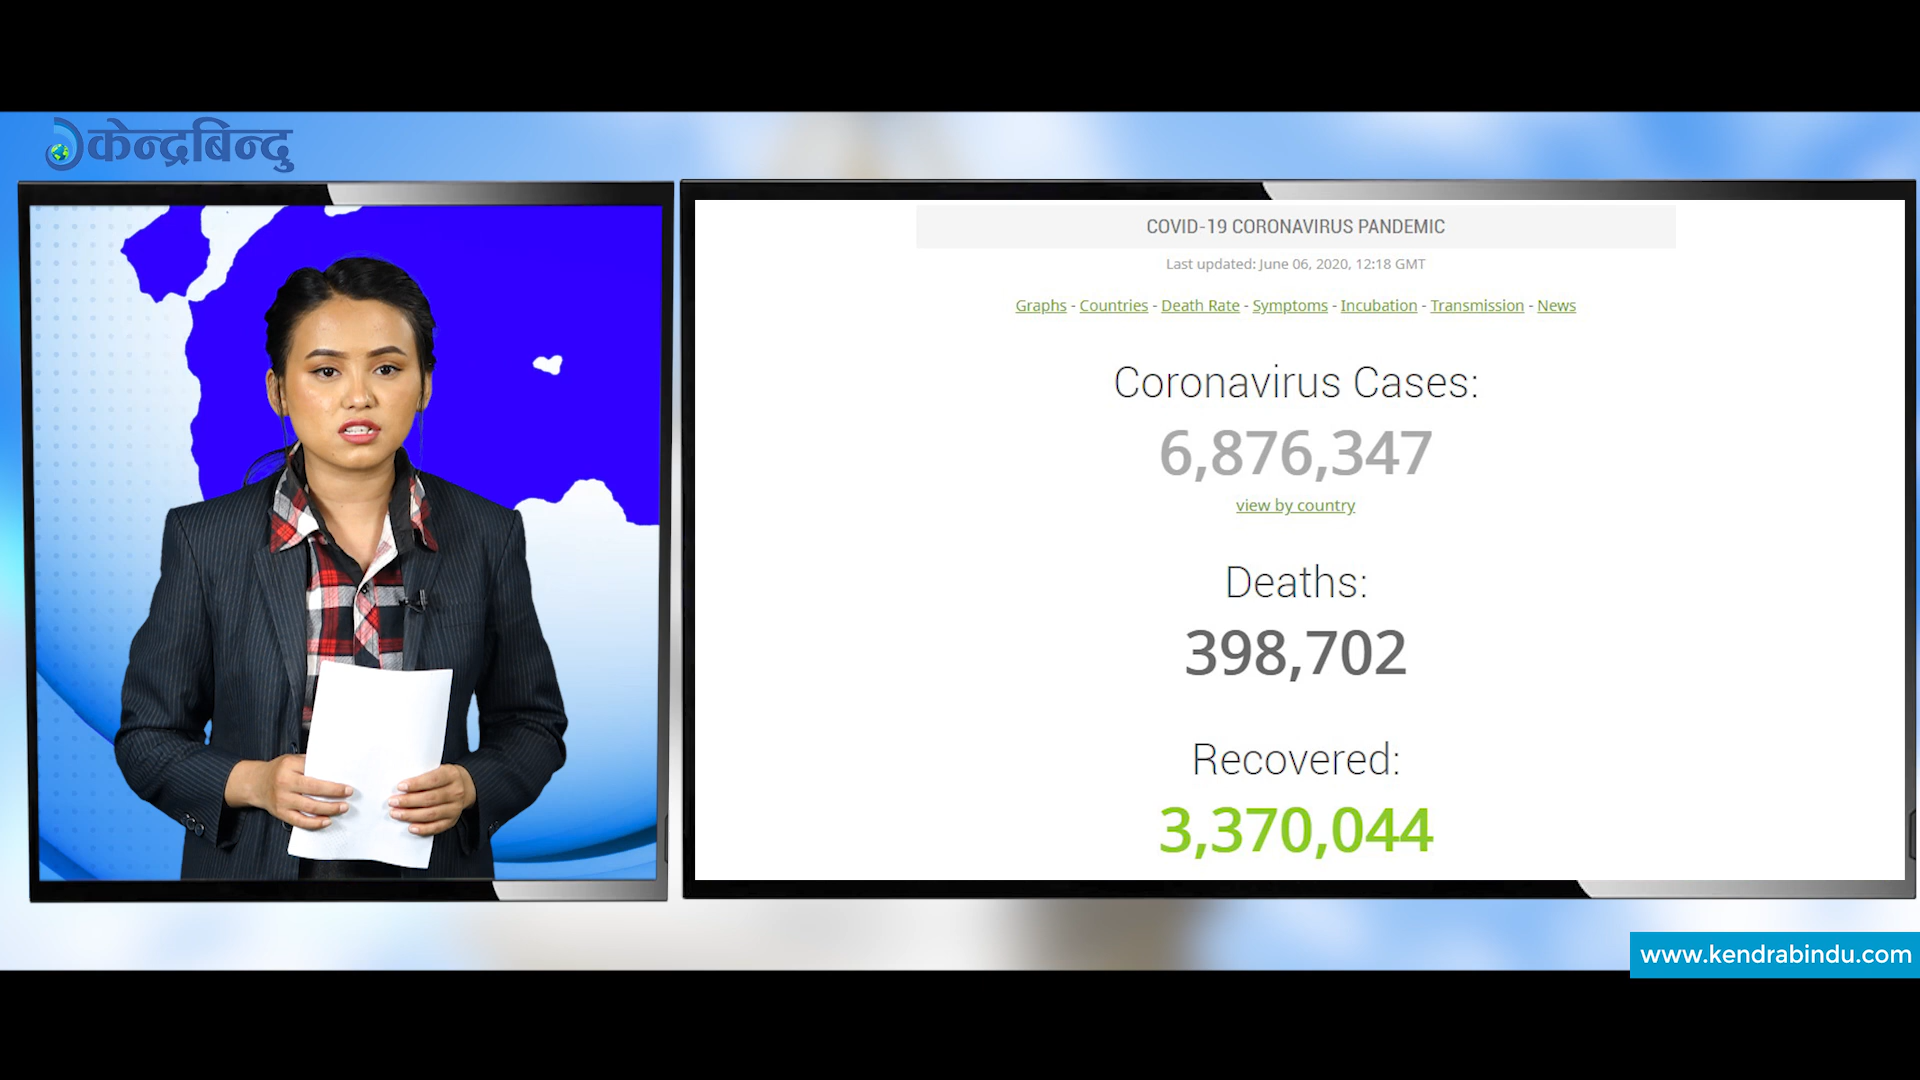 केन्द्रबिन्दु
COVID-19 CORONAVIRUS PANDEMIC
Last updated: June 06, 2020, 12:18 GMT
Graphs - Countries - Death Rate - Symptoms - Incubation - Transmission - News
Coronavirus Cases:
6,876,347
view by country
Deaths:
398,702
Recovered:
3,370,044
www.kendrabindu.com